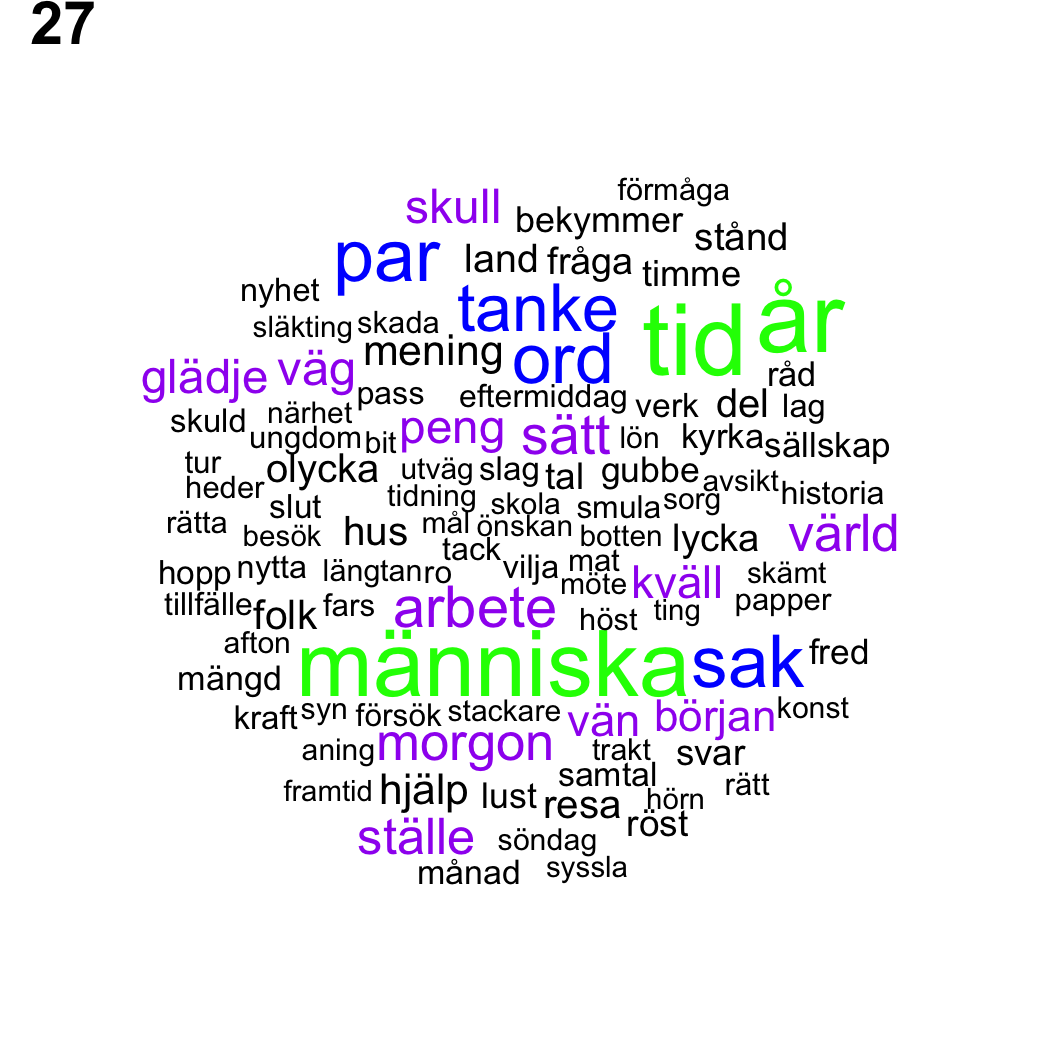 27
förmåga
skull bekymmer stånd
par land fråga timme
nyhet tanke tid år
släkting skada
mening ord
glädje väg råd
pass eftermiddag verk del lag
skuld närhet peng sätt
ungdom bit lön kyrka sällskap
tur olycka utväg slag tal gubbe avsikt
heder tidning skola smula sorg historia
slut
rätta besök hus mål önskan botten lycka värld
tack
hopp nytta längtan ro vilja mat möte kväll skämt
tillfälle folk fars arbete höst ting papper
afton människa sak fred
mängd
kraft syn försök stackare vän början konst
aning morgon trakt svar
framtid hjälp lust samtal rätt
resa hörn
ställe söndag röst
månad syssla